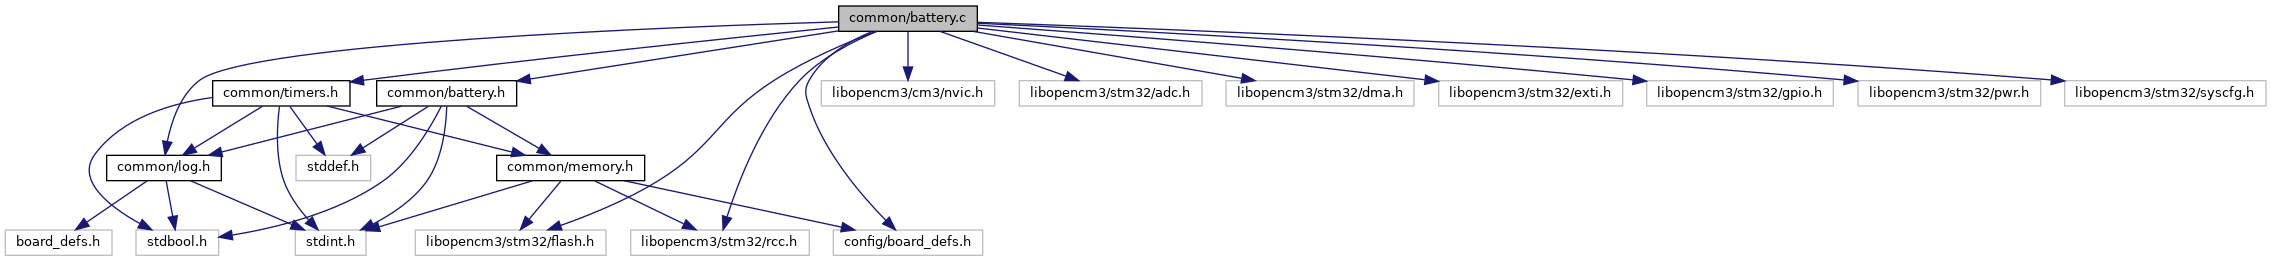 common/battery.c
common/timers.h
common/battery.h
libopencm3/cm3/nvic.h
libopencm3/stm32/adc.h
libopencm3/stm32/dma.h
libopencm3/stm32/exti.h
libopencm3/stm32/gpio.h
libopencm3/stm32/pwr.h
libopencm3/stm32/syscfg.h
common/log.h
stddef.h
common/memory.h
board_defs.h
stdbool.h
stdint.h
libopencm3/stm32/flash.h
libopencm3/stm32/rcc.h
config/board_defs.h